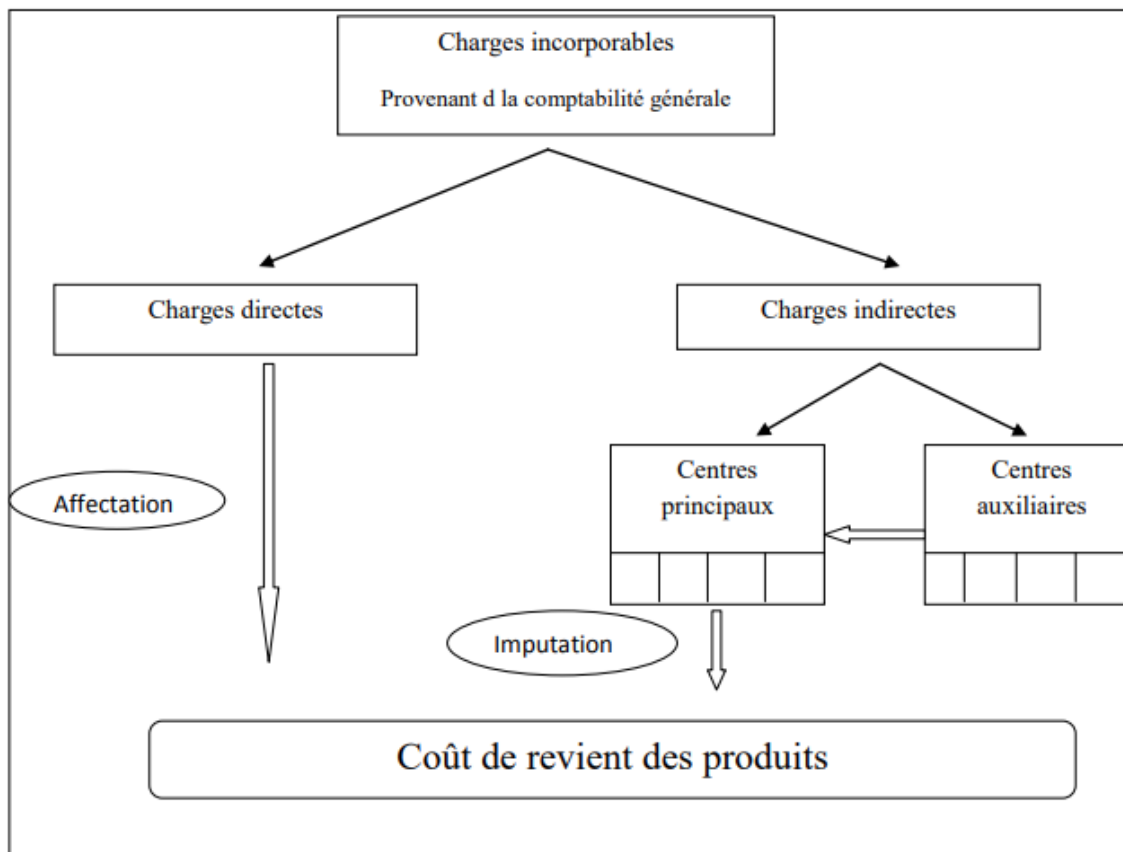 Charges incorporables
Provenant d la comptabilité générale
Charges directes
Charges indirectes
Centres
principaux
Centres
auxiliaires
Affectation
Imputation
Coût de revient des produits